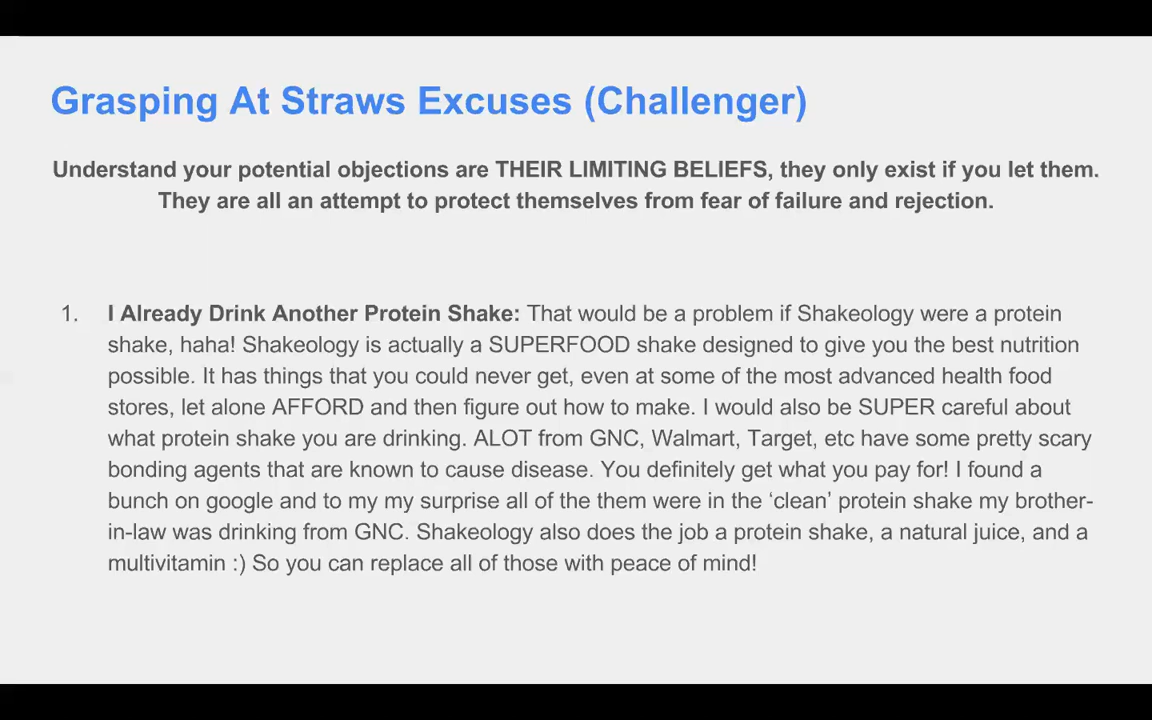 Grasping At Straws Excuses (Challenger)
Understand your potential objections are THEIR LIMITING BELIEFS, they only exist if you let them.
They are all an attempt to protect themselves from fear of failure and rejection.
1. I Already Drink Another Protein Shake: That would be a problem if Shakeology were a protein
shake, haha! Shakeology is actually a SUPERFOOD shake designed to give you the best nutrition
possible. It has things that you could never get, even at some of the most advanced health food
stores, let alone AFFORD and then figure out how to make. I would also be SUPER careful about
what protein shake you are drinking. ALOT from GNC, Walmart, Target, etc have some pretty scary
bonding agents that are known to cause disease. You definitely get what you pay for! I found a
bunch on google and to my my surprise all of the them were in the ‘clean’ protein shake my brother-
in-law was drinking from GNC. Shakeology also does the job a protein shake, a natural juice, and a
multivitamin :) So you can replace all of those with peace of mind!